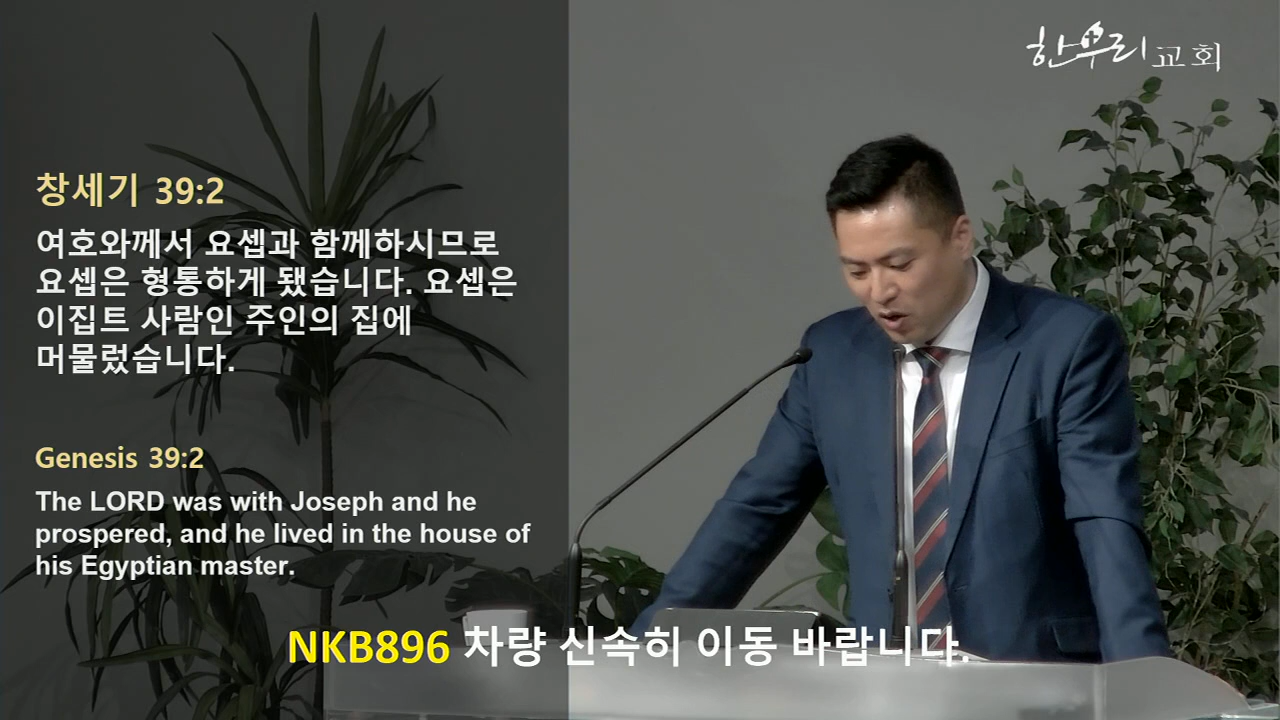 한우리교회
창세기 39:2
여호와께서 요셉과 함께하시므로
요셉은 형통하게 됐습니다. 요셉은
이집트 사람인 주인의 집에
머물렀습니다.
Genesis 39:2
The LORD was with Joseph and he
prospered, and he lived in the house of
his Egyptian master.
NKB896 차량 신속히 이동 바랍니다.